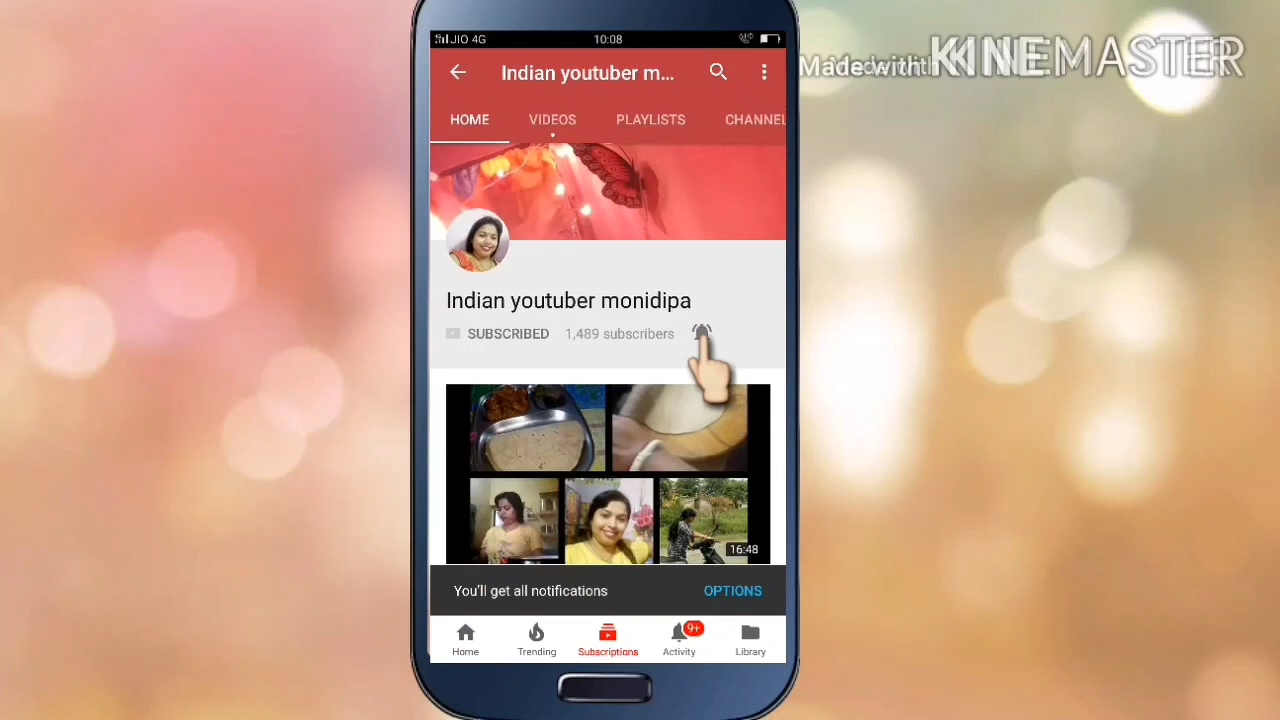 JIO 4G 10:08
Indian youtuber m...
Made with KINEMASTER
HOME VIDEOS PLAYLISTS CHANNEL
Indian youtuber monidipa
SUBSCRIBED 1,489 subscribers
16:48
You'll get all notifications OPTIONS
9+
Home Trending Subscriptions Activity Library